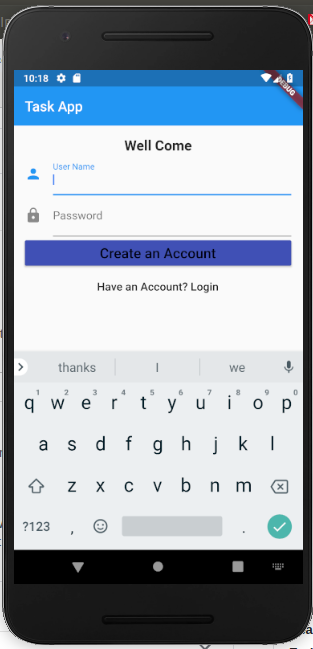 10:18
DEBUG
Task App
Well Come
User Name
Password
Create an Account
Have an Account? Login
thanks I we
1 2 3 4 5 6 7 8 9 0
q w e r t y u i o p
a s d f g h j k l
z x c v b n m
?123 , .